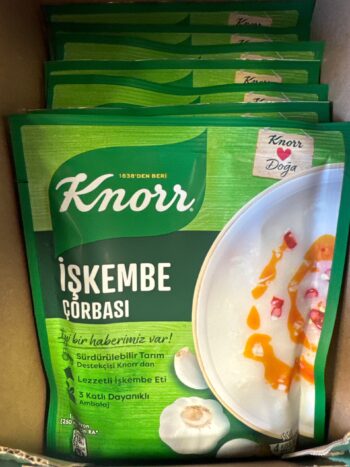 Knorr
Knorr
Doğa
1838'DEN BERİ
Knorr
İŞKEMBE
ÇORBASI
bir haberimiz var!
Sürdürülebilir Tarım
Destekçisi Knorr'dan
Lezzetli İşkembe Eti
3 Katlı Dayanıklı
Ambalaj